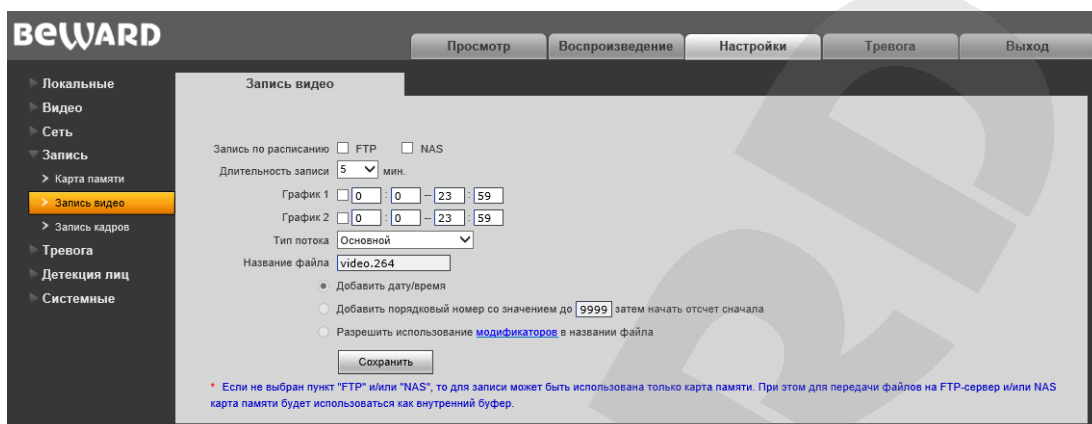 BEWARD
Просмотр Воспроизведение Настройки Тревога Выход
Локальные
Видео
Сеть
Запись
Карта памяти
Запись видео
Запись кадров
Тревога
Детекция лиц
Системные
Запись видео
Запись по расписанию FTP NAS
Длительность записи 5 мин.
График 1 0 : 0 -- 23 : 59
График 2 0 : 0 -- 23 : 59
Тип потока Основной
Название файла video.264
Добавить дату/время
Добавить порядковый номер со значением до 9999 затем начать отсчет сначала
Разрешить использование модификаторов в названии файла
Сохранить
* Если не выбран пункт "FTP" и/или "NAS", то для записи может быть использована только карта памяти. При этом для передачи файлов на FTP-сервер и/или NAS
карта памяти будет использоваться как внутренний буфер.
RD